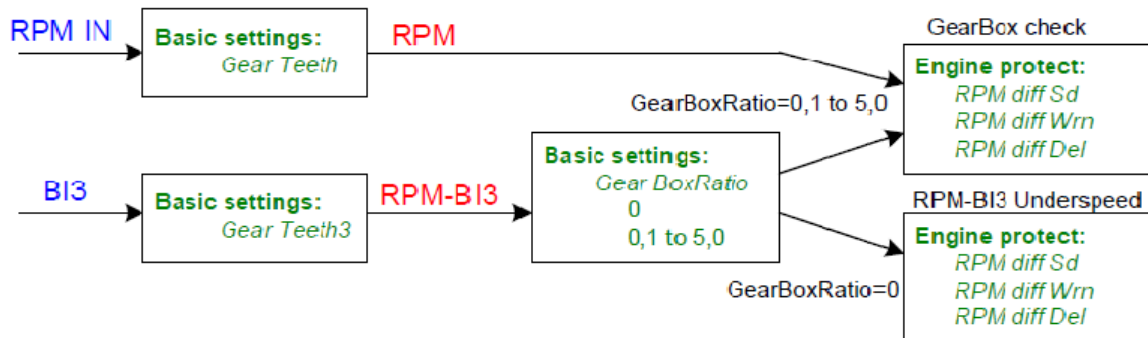 RPM IN
Basic settings:
Gear Teeth
RPM
GearBox check
Engine protect:
RPM diff Sd
RPM diff Wrn
RPM diff Del
GearBoxRatio=0,1 to 5,0
BI3
Basic settings:
Gear Teeth3
RPM-BI3
Basic settings:
Gear BoxRatio
0
0,1 to 5,0
RPM-BI3 Underspeed
Engine protect:
RPM diff Sd
RPM diff Wrn
RPM diff Del
GearBoxRatio=0